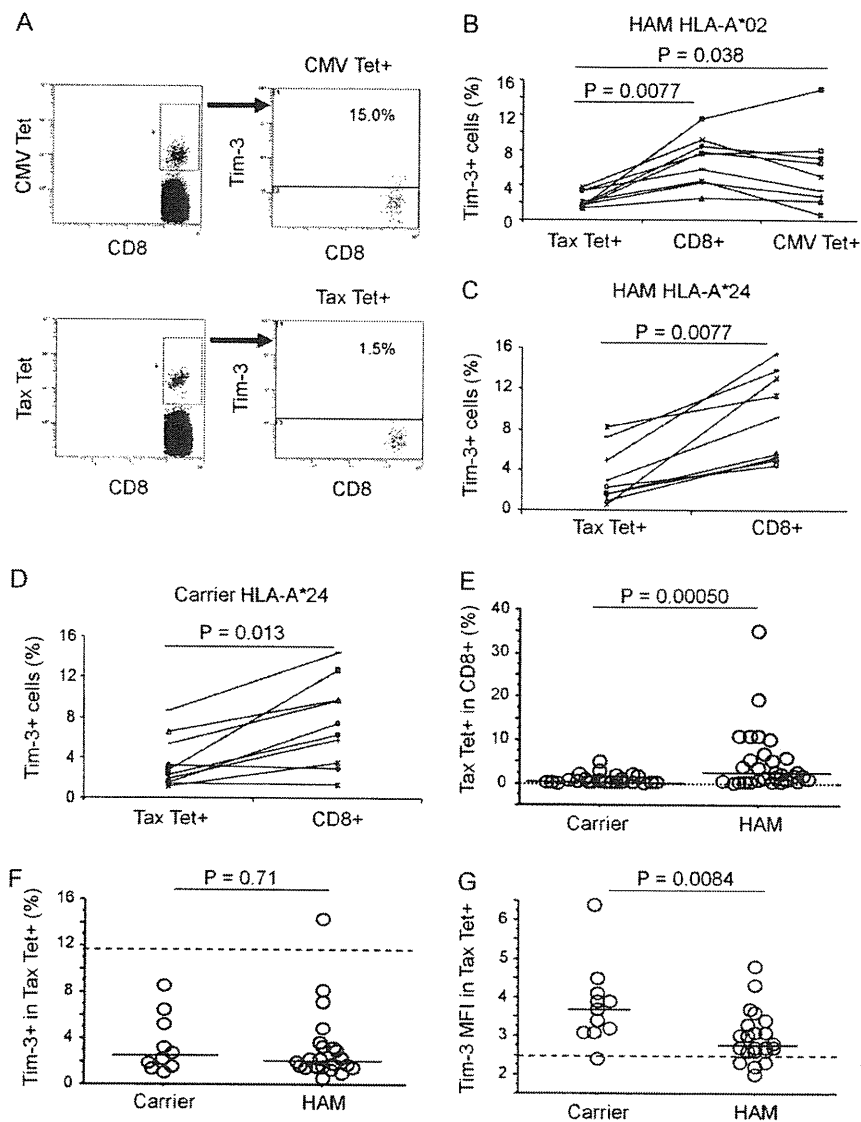 A
CMV Tet+
15.0%
CMV Tet
Tim-3
CD8
CD8
Tax Tet+
1.5%
Tax Tet
Tim-3
CD8
CD8
B
HAM HLA-A*02
P = 0.038
P = 0.0077
Tim-3+ cells (%)
16
12
8
4
0
Tax Tet+
CD8+
CMV Tet+
C
HAM HLA-A*24
P = 0.0077
Tim-3+ cells (%)
16
12
8
4
0
Tax Tet+
CD8+
D
Carrier HLA-A*24
P = 0.013
Tim-3+ cells (%)
16
12
8
4
0
Tax Tet+
CD8+
E
P = 0.00050
Tax Tet+ in CD8+ (%)
40
30
20
10
0
Carrier
HAM
F
P = 0.71
Tim-3+ in Tax Tet+ (%)
16
12
8
4
0
Carrier
HAM
G
P = 0.0084
Tim-3 MFI in Tax Tet+
6
5
4
3
2
Carrier
HAM